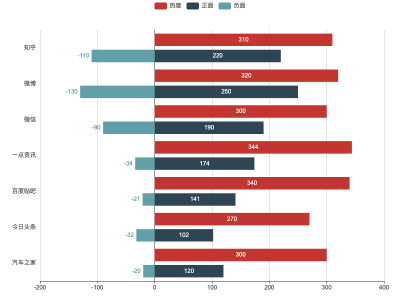 热度 正面 负面
知乎 310
-110 220
微博 320
-130 250
微信 300
-90 190
一点资讯 344
-34 174
百度贴吧 340
-21 141
今日头条 270
-32 102
汽车之家 300
-20 120
-200 -100 0 100 200 300 400